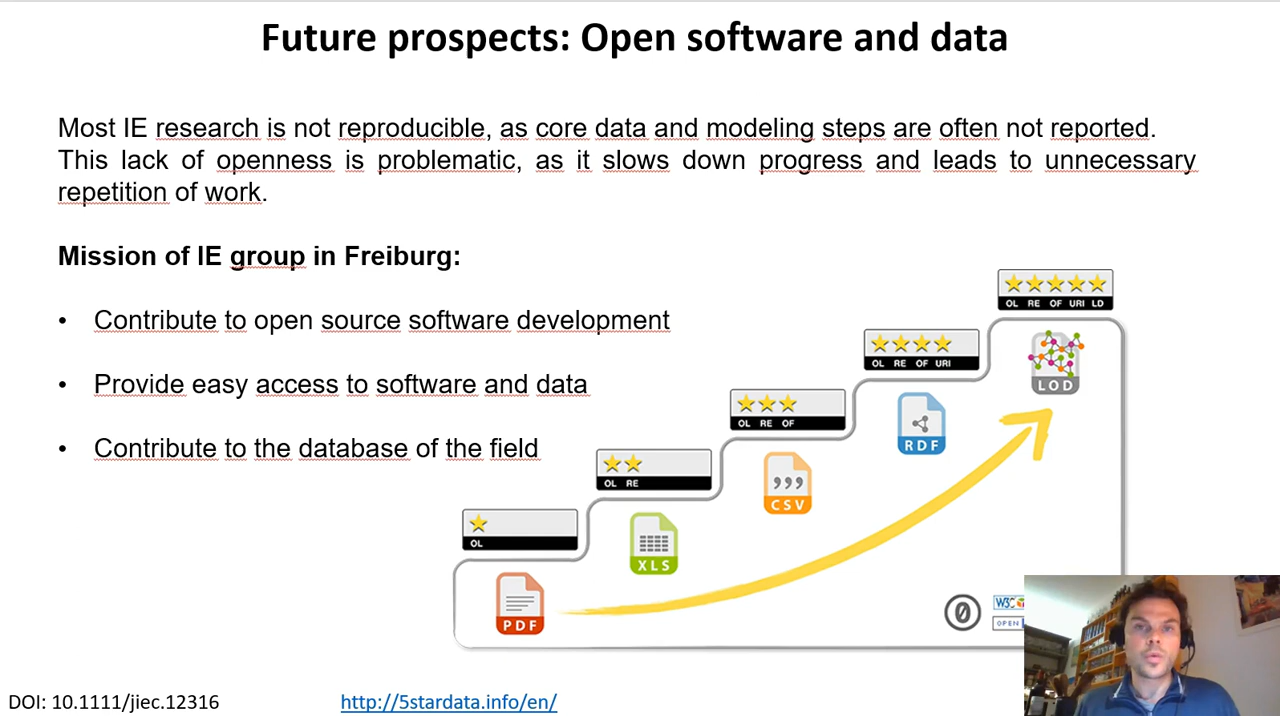 Future prospects: Open software and data
Most IE research is not reproducible, as core data and modeling steps are often not reported.
This lack of openness is problematic, as it slows down progress and leads to unnecessary
repetition of work.
Mission of IE group in Freiburg:
• Contribute to open source software development
• Provide easy access to software and data
• Contribute to the database of the field
OL RE OF URI LD
LOD
OL RE OF URI
RDF
OL RE OF
CSV
OL RE
XLS
OL
PDF
0
W3C
OPEN
DOI: 10.1111/jiec.12316
http://5stardata.info/en/